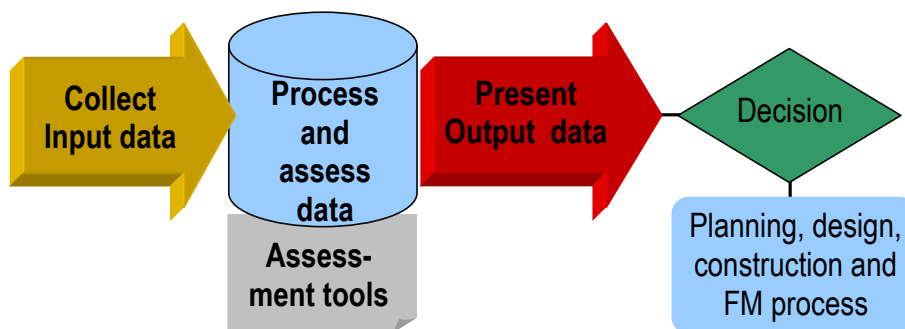 Collect
Input data
Process
and
assess
data
Assess-
ment tools
Present
Output data
Decision
Planning, design,
construction and
FM process